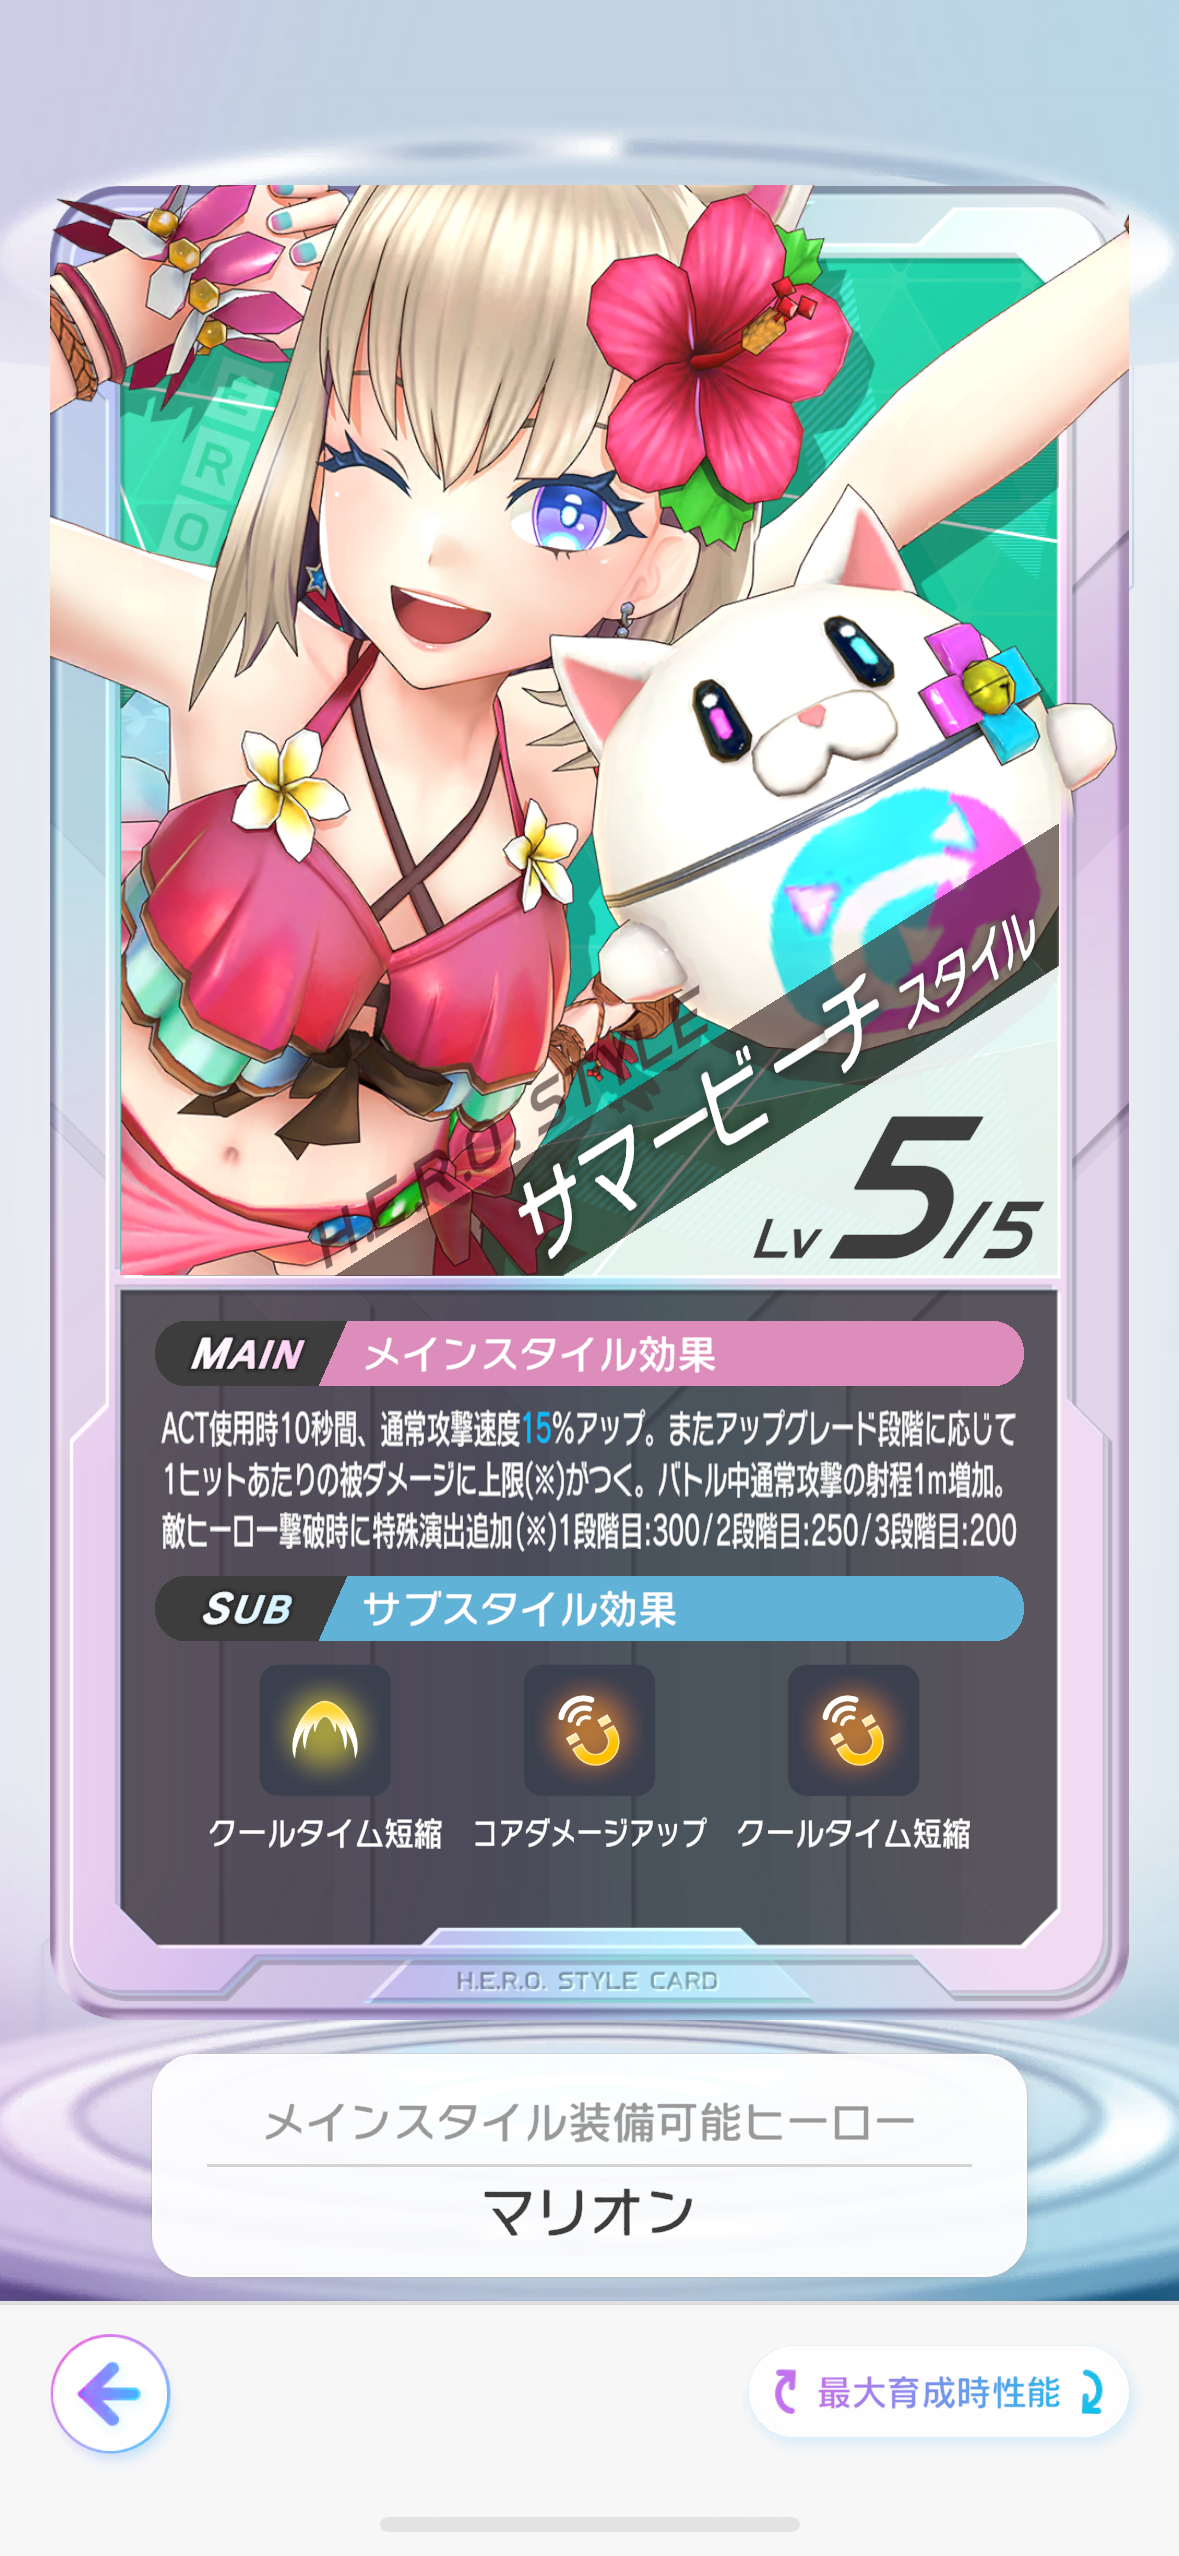 ERO
サマービーチ スタイル
H.E.R.O. STYLE
Lv 5/5
MAIN メインスタイル効果
ACT使用時10秒間、通常攻撃速度15%アップ。またアップグレード段階に応じて
1ヒットあたりの被ダメージに上限(※)がつく。バトル中通常攻撃の射程1m増加。
敵ヒーロー撃破時に特殊演出追加(※)1段階目:300/2段階目:250/3段階目:200
SUB サブスタイル効果
クールタイム短縮 コアダメージアップ クールタイム短縮
H.E.R.O. STYLE CARD
メインスタイル装備可能ヒーロー
マリオン
最大育成時性能